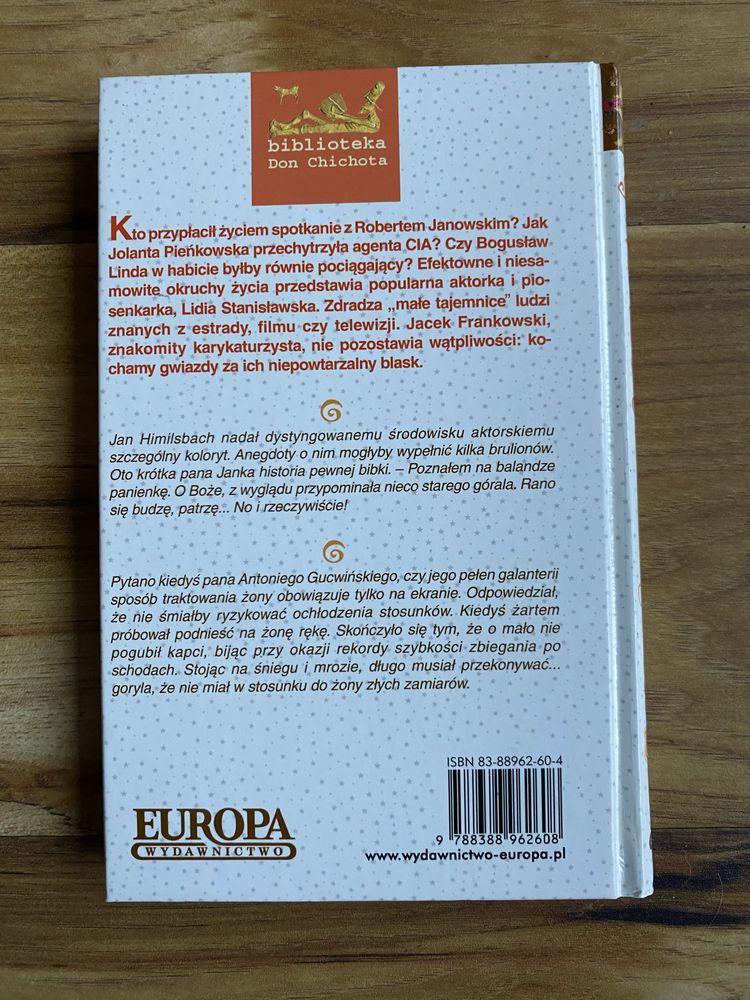 biblioteka
Don Chichota
Kto przypłacił życiem spotkanie z Robertem Janowskim? Jak
Jolanta Pieńkowska przechytrzyła agenta CIA? Czy Bogusław
Linda w habicie byłby równie pociągający? Efektowne i niesa-
mowite okruchy życia przedstawia popularna aktorka i pio-
senkarka, Lidia Stanisławska. Zdradza „małe tajemnice” ludzi
znanych z estrady, filmu czy telewizji. Jacek Frankowski,
znakomity karykaturzysta, nie pozostawia wątpliwości: ko-
chamy gwiazdy za ich niepowtarzalny blask.
Jan Himilsbach nadał dystyngowanemu środowisku aktorskiemu
szczególny koloryt. Anegdoty o nim mogłyby wypełnić kilka brulionów.
Oto krótka pana Janka historia pewnej bibki. – Poznałem na balandze
panienkę. O Boże, z wyglądu przypominała nieco starego górala. Rano
się budzę, patrzę... No i rzeczywiście!
Pytano kiedyś pana Antoniego Gucwińskiego, czy jego pełen galanterii
sposób traktowania żony obowiązuje tylko na ekranie. Odpowiedział,
że nie śmiałby ryzykować ochłodzenia stosunków. Kiedyś żartem
próbował podnieść na żonę rękę. Skończyło się tym, że o mało nie
pogubił kapci, bijąc przy okazji rekordy szybkości zbiegania po
schodach. Stojąc na śniegu i mrozie, długo musiał przekonywać...
goryla, że nie miał w stosunku do żony złych zamiarów.
ISBN 83-88962-60-4
9 788388 962608
EUROPA
WYDAWNICTWO
www.wydawnictwo-europa.pl